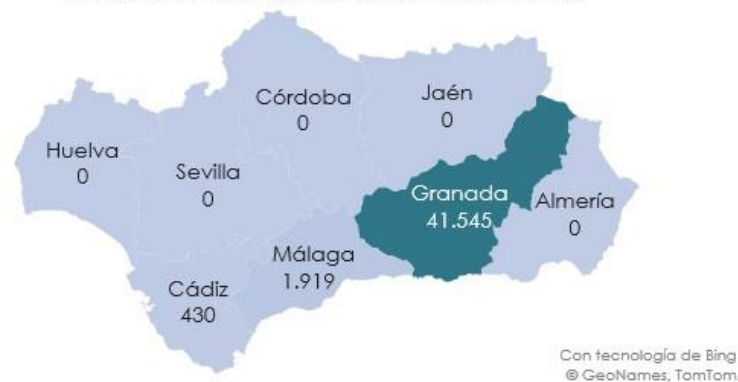 Córdoba
0
Jaén
0
Huelva
0
Sevilla
0
Granada
41.545
Almería
0
Málaga
1.919
Cádiz
430
Con tecnología de Bing
© GeoNames, TomTom